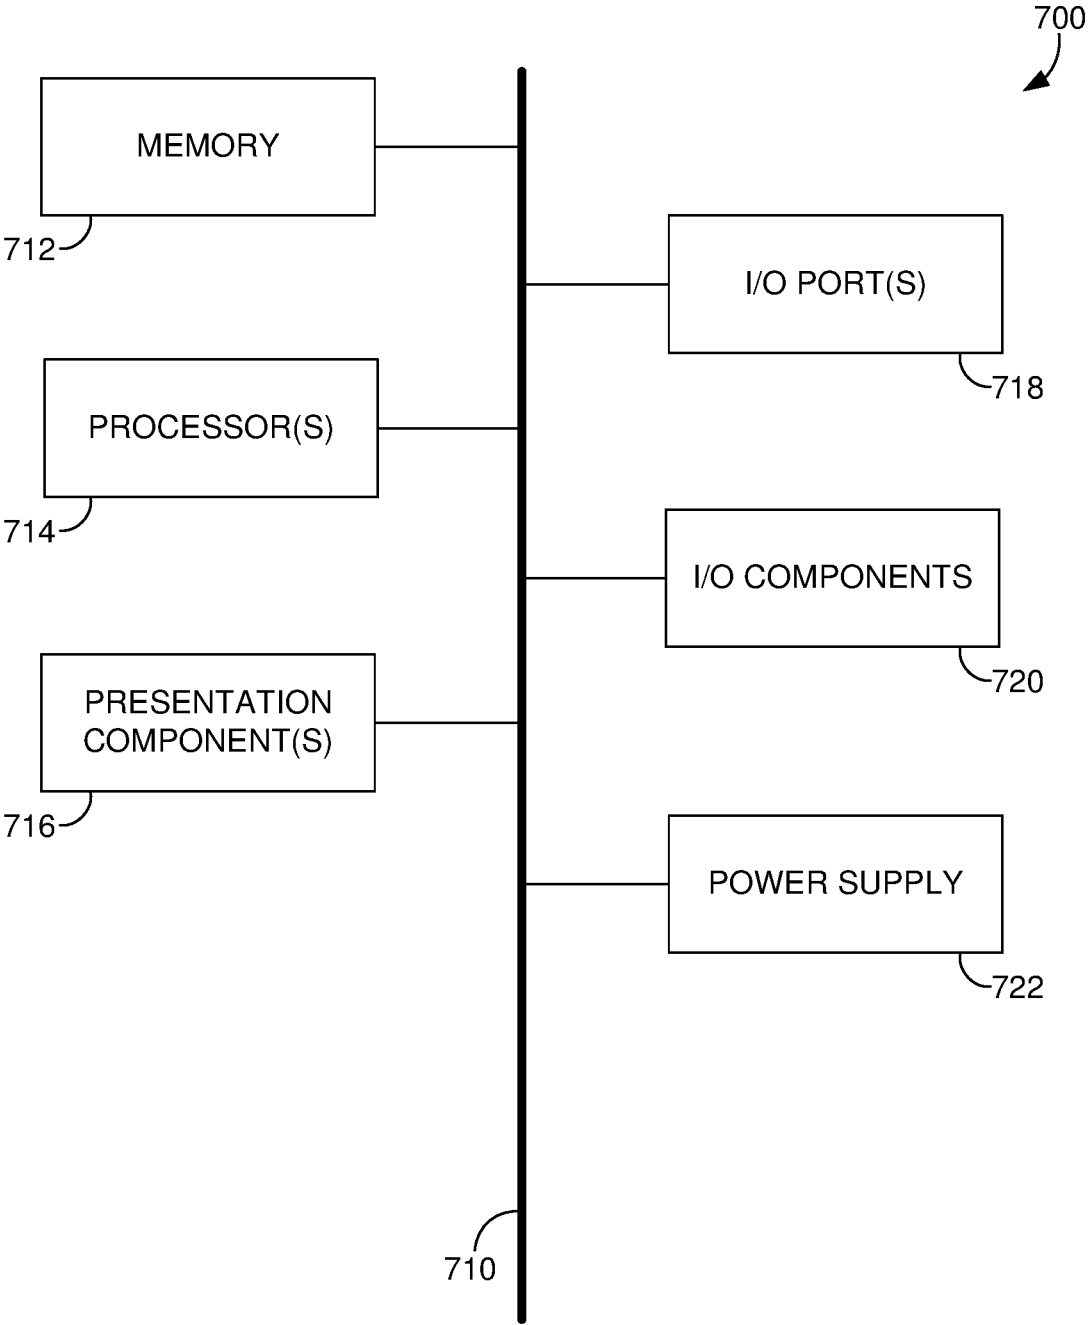 700
MEMORY
712
I/O PORT(S)
718
PROCESSOR(S)
714
I/O COMPONENTS
720
PRESENTATION
COMPONENT(S)
716
POWER SUPPLY
722
710